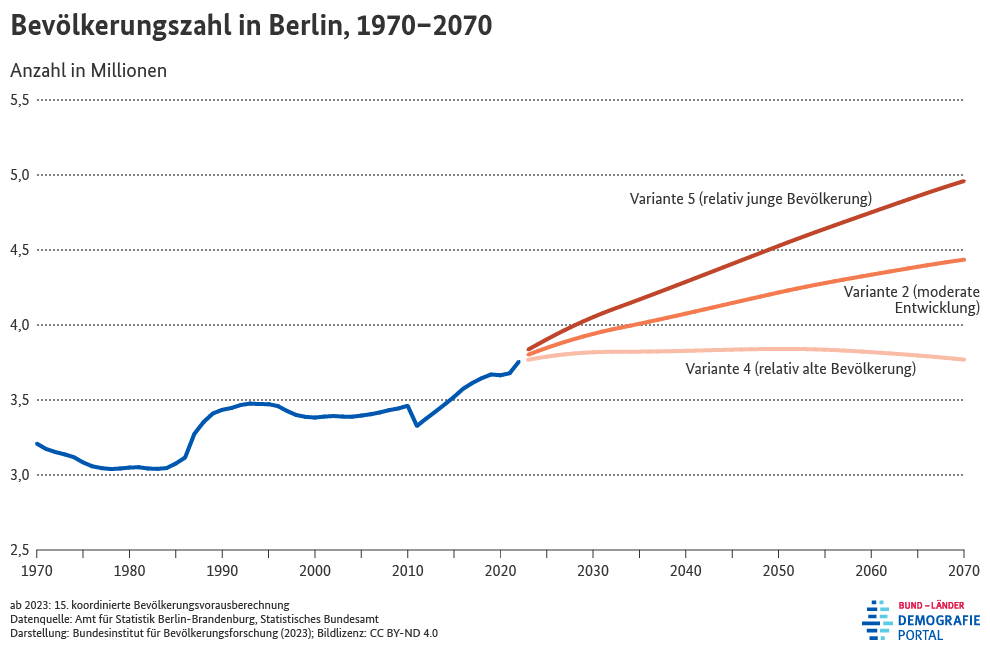 Bevölkerungszahl in Berlin, 1970–2070
Anzahl in Millionen
5,5
5,0
Variante 5 (relativ junge Bevölkerung)
4,5
Variante 2 (moderate
Entwicklung)
4,0
Variante 4 (relativ alte Bevölkerung)
3,5
3,0
2,5
1970 1980 1990 2000 2010 2020 2030 2040 2050 2060 2070
ab 2023: 15. koordinierte Bevölkerungsvorausberechnung
Datenquelle: Amt für Statistik Berlin-Brandenburg, Statistisches Bundesamt
Darstellung: Bundesinstitut für Bevölkerungsforschung (2023); Bildlizenz: CC BY-ND 4.0
BUND-LÄNDER
DEMOGRAFIE
PORTAL